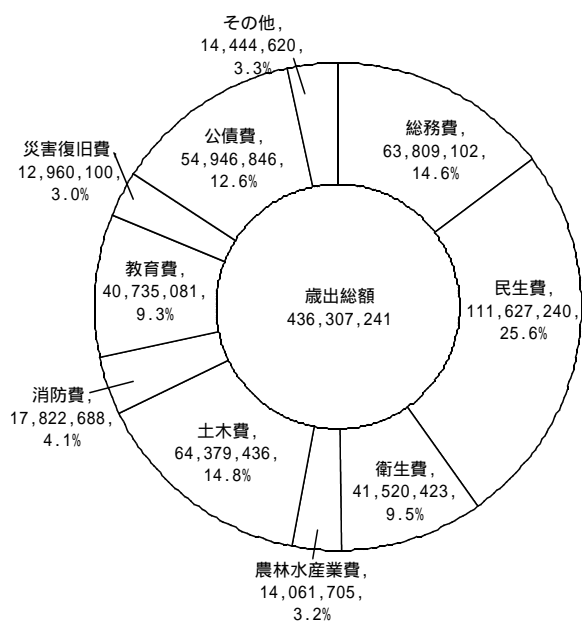 その他,
14,444,620,
3.3%
総務費,
63,809,102,
14.6%
民生費,
111,627,240,
25.6%
衛生費,
41,520,423,
9.5%
農林水産業費,
14,061,705,
3.2%
土木費,
64,379,436,
14.8%
消防費,
17,822,688,
4.1%
教育費,
40,735,081,
9.3%
災害復旧費,
12,960,100,
3.0%
公債費,
54,946,846,
12.6%
歳出総額
436,307,241